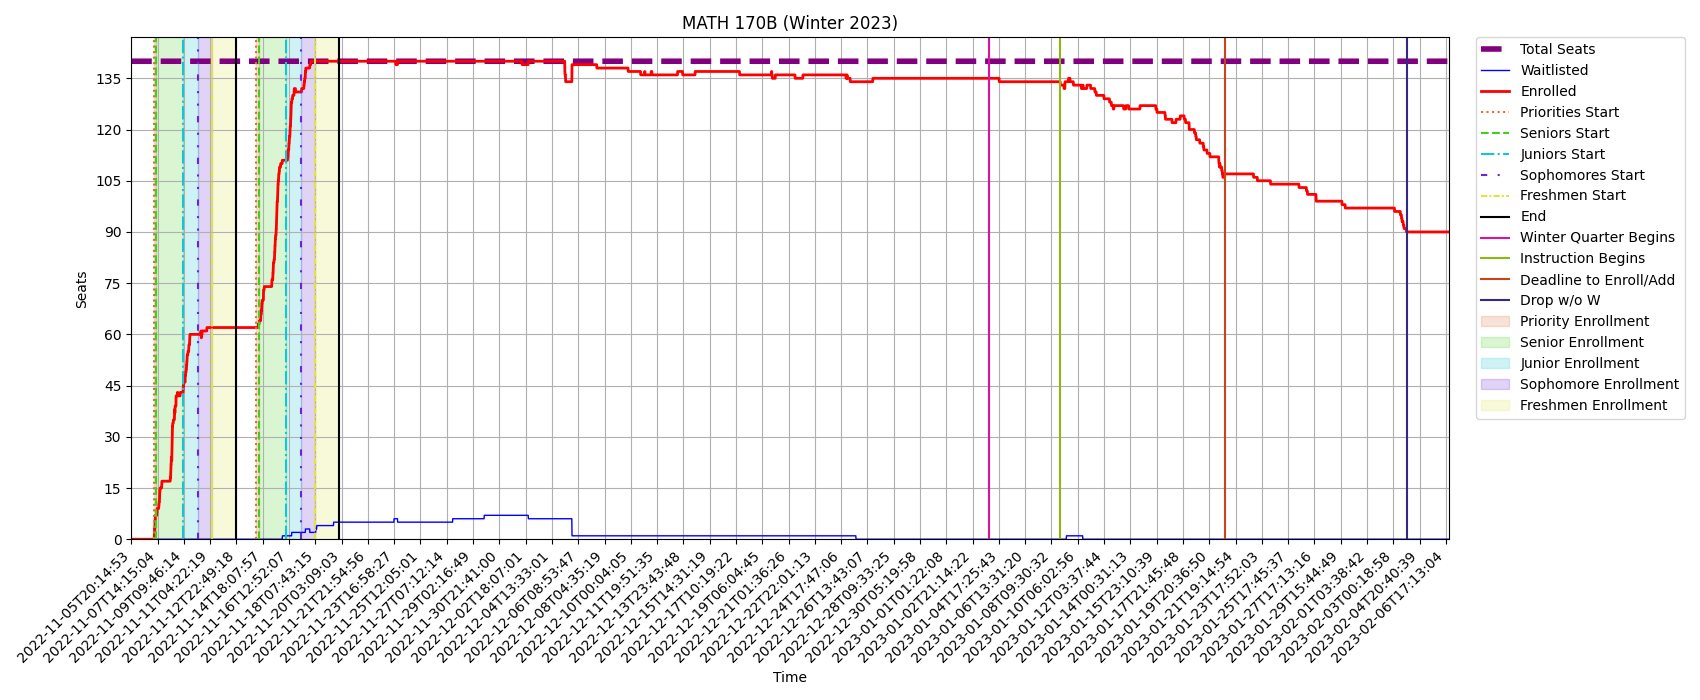 MATH 170B (Winter 2023)
Seats
135
120
105
90
75
60
45
30
15
0
2022-11-05T20:14:53
2022-11-07T14:15:04
2022-11-09T09:46:14
2022-11-11T04:22:19
2022-11-12T22:49:18
2022-11-14T18:07:57
2022-11-16T12:52:07
2022-11-18T07:43:15
2022-11-20T03:09:03
2022-11-21T21:54:56
2022-11-23T16:58:27
2022-11-25T12:05:01
2022-11-27T07:12:14
2022-11-29T02:16:49
2022-11-30T21:41:00
2022-12-02T18:07:01
2022-12-04T13:33:01
2022-12-06T08:53:47
2022-12-08T04:35:19
2022-12-10T00:04:05
2022-12-11T19:51:35
2022-12-13T23:43:48
2022-12-15T14:31:19
2022-12-17T10:19:22
2022-12-19T06:04:45
2022-12-21T01:36:26
2022-12-22T22:01:13
2022-12-24T17:47:06
2022-12-26T13:43:07
2022-12-28T09:33:25
2022-12-30T05:19:58
2023-01-01T01:22:08
2023-01-02T21:14:22
2023-01-04T17:25:43
2023-01-06T13:31:20
2023-01-08T09:30:32
2023-01-10T06:02:56
2023-01-12T03:37:44
2023-01-14T00:31:13
2023-01-15T23:10:39
2023-01-17T21:45:48
2023-01-19T20:36:50
2023-01-21T19:14:54
2023-01-23T17:52:03
2023-01-25T17:45:37
2023-01-27T17:13:16
2023-01-29T15:44:49
2023-02-01T03:38:42
2023-02-03T00:18:58
2023-02-04T20:40:39
2023-02-06T17:13:04
Time
Total Seats
Waitlisted
Enrolled
Priorities Start
Seniors Start
Juniors Start
Sophomores Start
Freshmen Start
End
Winter Quarter Begins
Instruction Begins
Deadline to Enroll/Add
Drop w/o W
Priority Enrollment
Senior Enrollment
Junior Enrollment
Sophomore Enrollment
Freshmen Enrollment